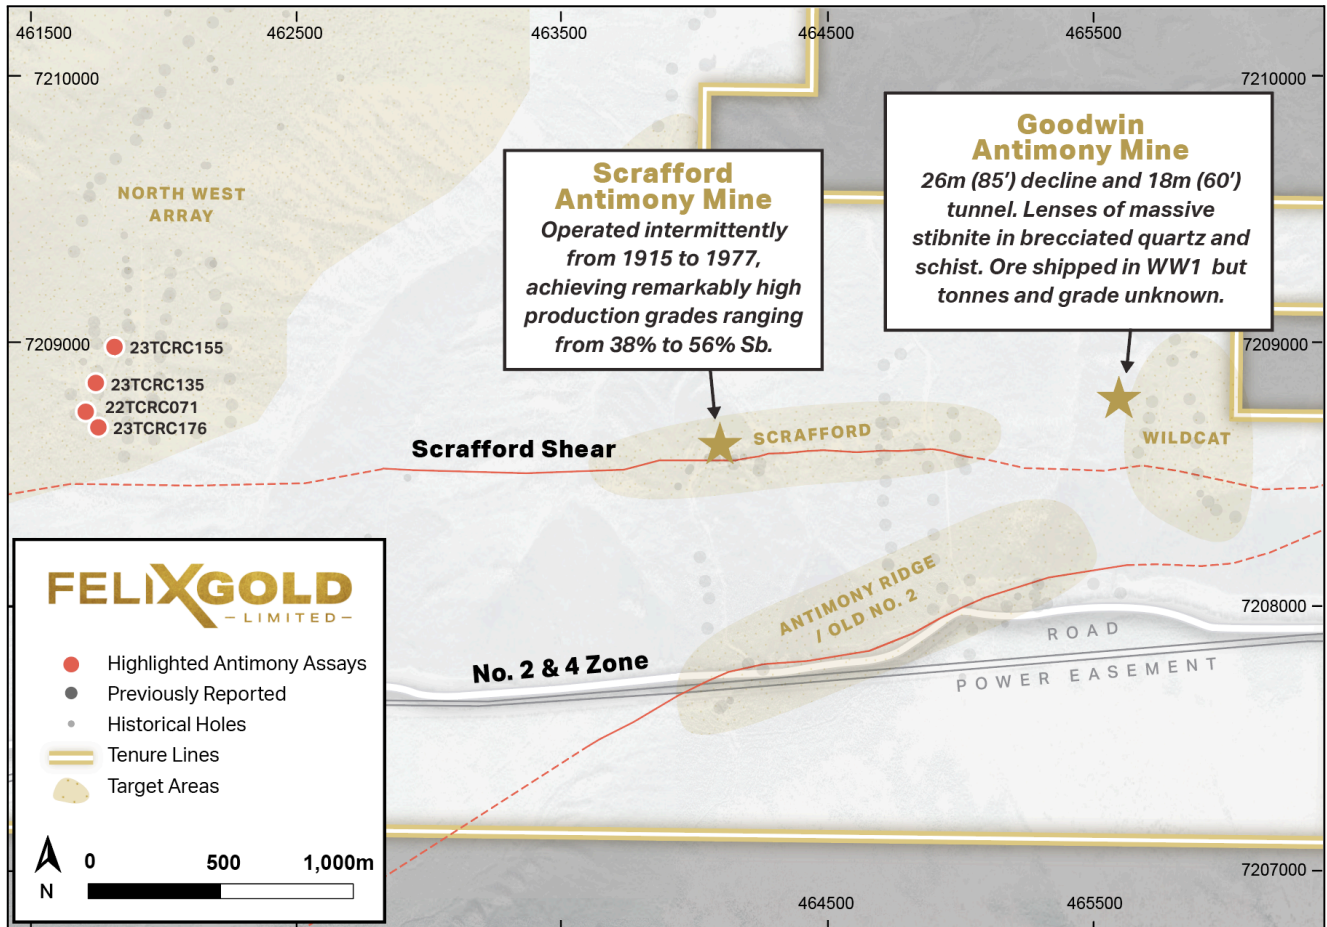 461500
462500
463500
464500
465500
7210000
7210000
NORTH WEST
ARRAY
Scrafford
Antimony Mine
Operated intermittently
from 1915 to 1977,
achieving remarkably high
production grades ranging
from 38% to 56% Sb.
Goodwin
Antimony Mine
26m (85′) decline and 18m (60′)
tunnel. Lenses of massive
stibnite in brecciated quartz and
schist. Ore shipped in WW1 but
tonnes and grade unknown.
7209000
7209000
23TCRC155
23TCRC135
22TCRC071
23TCRC176
Scrafford Shear
SCRAFFORD
WILDCAT
ANTIMONY RIDGE
/ OLD NO. 2
No. 2 & 4 Zone
7208000
ROAD
POWER EASEMENT
FELIXGOLD
LIMITED
Highlighted Antimony Assays
Previously Reported
Historical Holes
Tenure Lines
Target Areas
N
0 500 1,000m
7207000
464500
465500